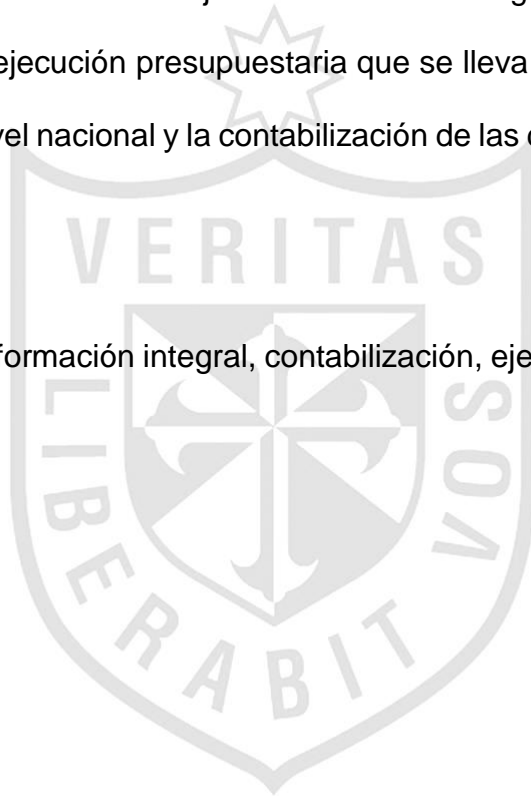 ejecución presupuestaria que se lleva
vel nacional y la contabilización de las
VERITAS
formación integral, contabilización, eje
LIBERABIT VOS